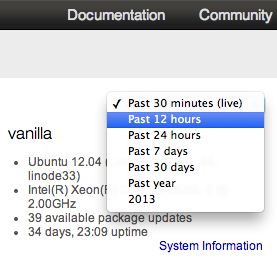 Documentation Community
✓ Past 30 minutes (live)
Past 12 hours
Past 24 hours
Past 7 days
Past 30 days
Past year
2013
vanilla
Ubuntu 12.04
linode33)
Intel(R) Xeon(
2.00GHz
39 available package updates
34 days, 23:09 uptime
System Information